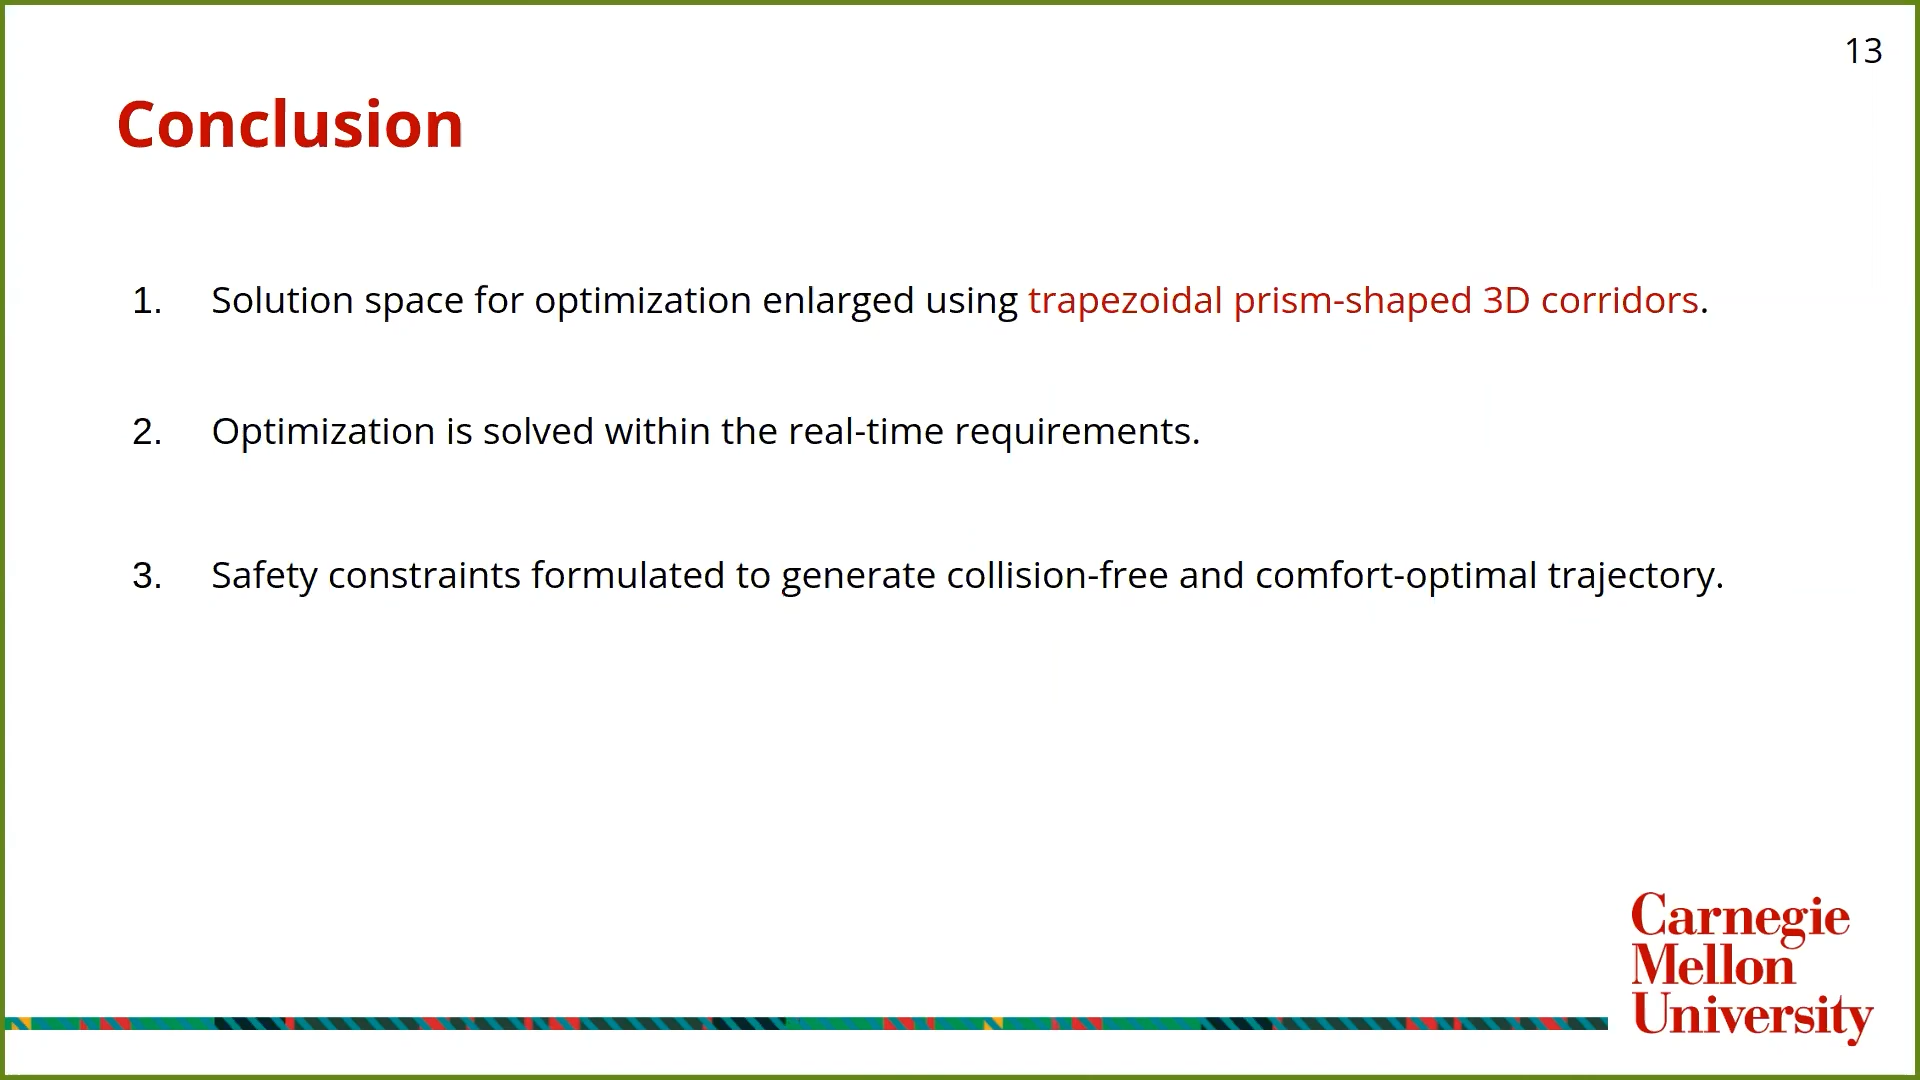 13
Conclusion
1. Solution space for optimization enlarged using trapezoidal prism-shaped 3D corridors.
2. Optimization is solved within the real-time requirements.
3. Safety constraints formulated to generate collision-free and comfort-optimal trajectory.
Carnegie
Mellon
University